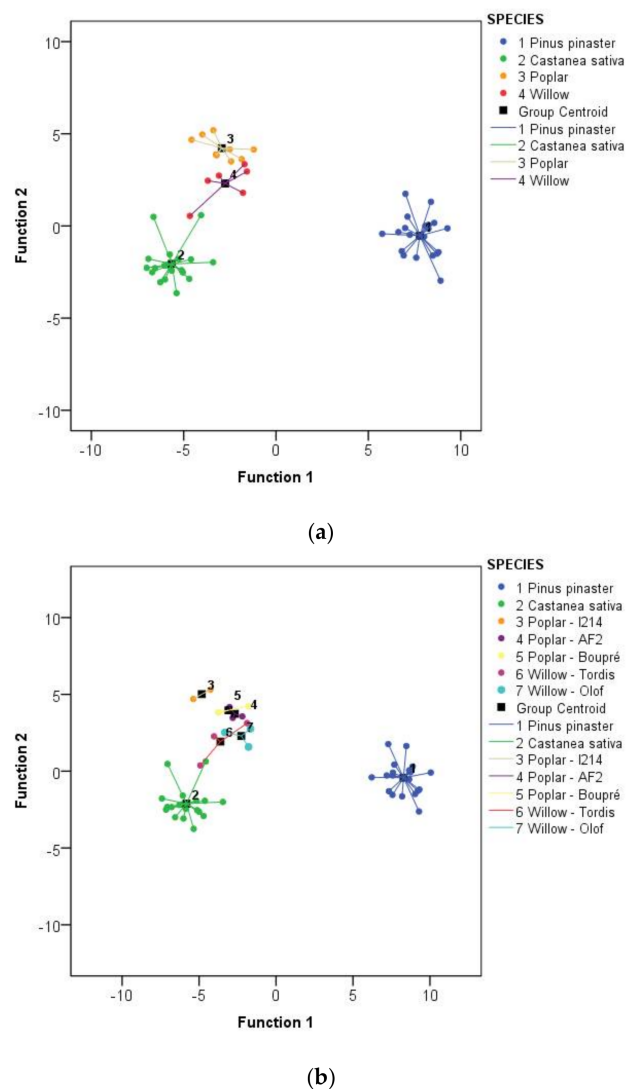 SPECIES
1 Pinus pinaster
2 Castanea sativa
3 Poplar
4 Willow
Group Centroid
1 Pinus pinaster
2 Castanea sativa
3 Poplar
4 Willow
10
5
0
-5
-10
Function 2
3
4
2
1
-10 -5 0 5 10
Function 1
(a)
SPECIES
1 Pinus pinaster
2 Castanea sativa
3 Poplar - I214
4 Poplar - AF2
5 Poplar - Boupré
6 Willow - Tordis
7 Willow - Olof
Group Centroid
1 Pinus pinaster
2 Castanea sativa
3 Poplar - I214
4 Poplar - AF2
5 Poplar - Boupré
6 Willow - Tordis
7 Willow - Olof
10
5
0
-5
-10
Function 2
3
5
4
6
7
2
1
-10 -5 0 5 10
Function 1
(b)